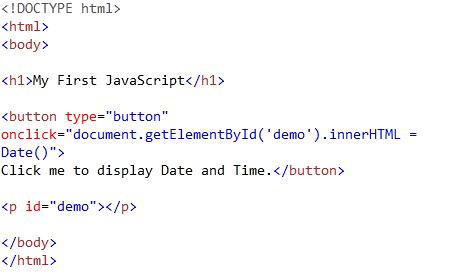 <!DOCTYPE html>
<html>
<body>
<h1>My First JavaScript</h1>
<button type="button"
onclick="document.getElementById('demo').innerHTML =
Date()">
Click me to display Date and Time.</button>
<p id="demo"></p>
</body>
</html>